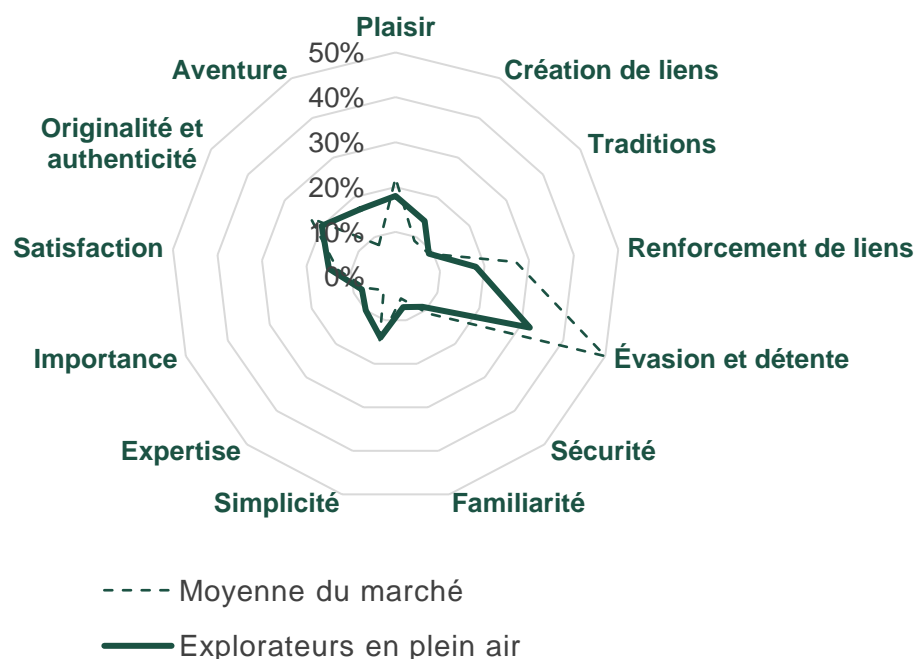 Plaisir
50%
Aventure
Création de liens
40%
Originalité et
authenticité
Traditions
30%
20%
10%
Satisfaction
Renforcement de liens
0%
Importance
Évasion et détente
Expertise
Sécurité
Simplicité
Familiarité
Moyenne du marché
Explorateurs en plein air